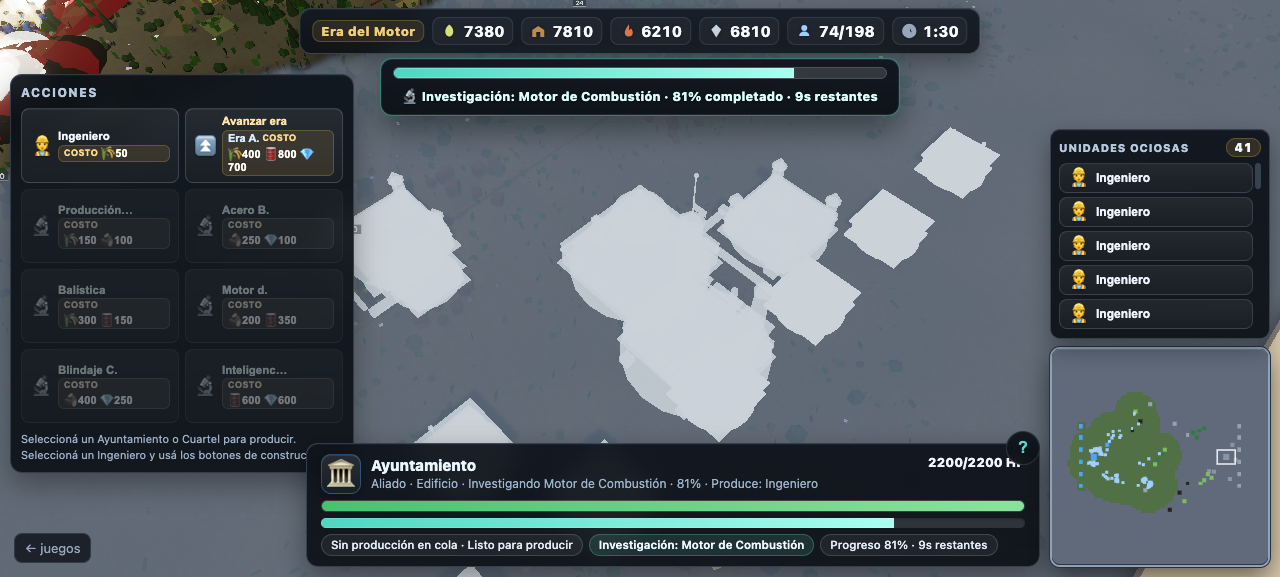 24
Era del Motor 7380 7810 6210 6810 74/198 1:30
Investigación: Motor de Combustión · 81% completado · 9s restantes
ACCIONES
Ingeniero
COSTO 50
Avanzar era
Era A. COSTO
400 800
700
Producción...
COSTO
150 100
Acero B.
COSTO
250 100
Balística
COSTO
300 150
Motor d.
COSTO
200 350
Blindaje C.
COSTO
400 250
Inteligenc...
COSTO
600 600
Seleccioná un Ayuntamiento o Cuartel para producir.
Seleccioná un Ingeniero y usá los botones de construc
UNIDADES OCIOSAS 41
Ingeniero
Ingeniero
Ingeniero
Ingeniero
Ingeniero
?
Ayuntamiento
2200/2200
Aliado · Edificio · Investigando Motor de Combustión · 81% · Produce: Ingeniero
Sin producción en cola · Listo para producir
Investigación: Motor de Combustión
Progreso 81% · 9s restantes
← juegos